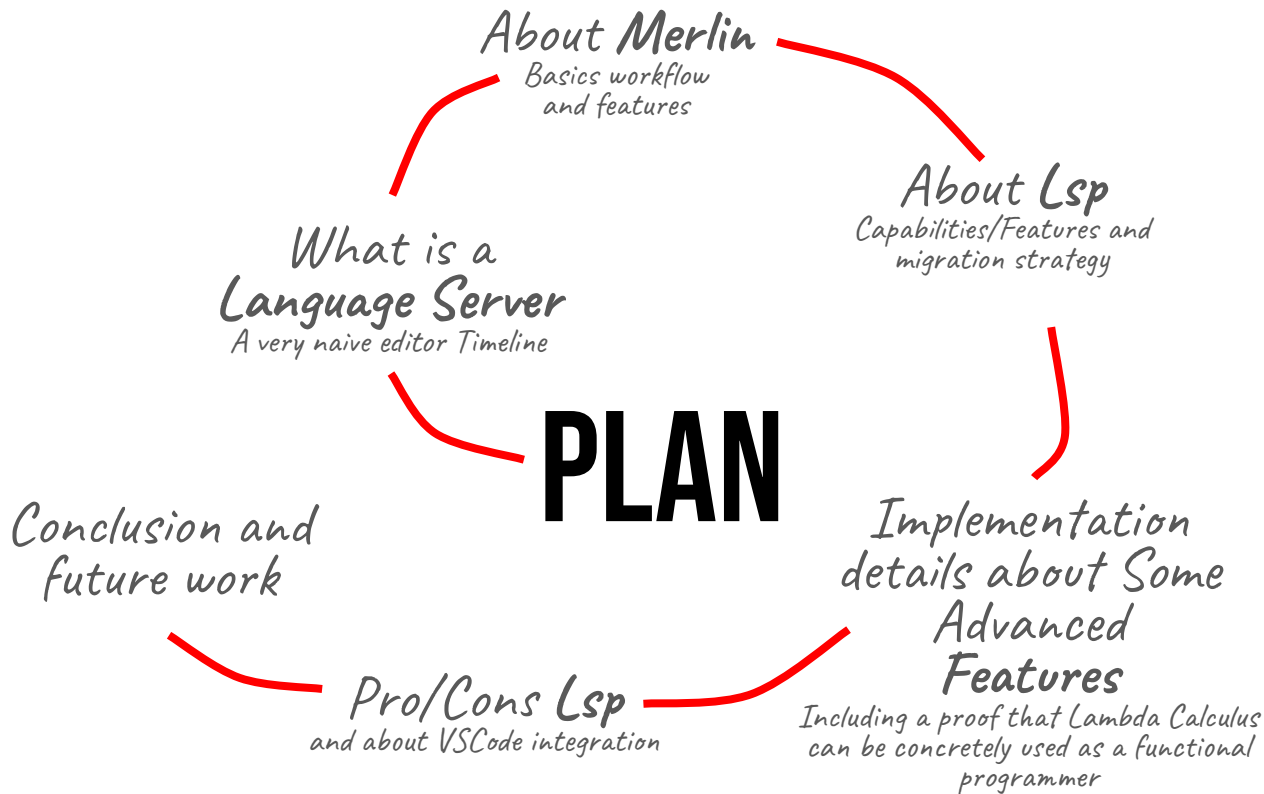 PLAN
What is a
Language Server
A very naive editor Timeline
About Merlin
Basics workflow
and features
About Lsp
Capabilities/Features and
migration strategy
Implementation
details about Some
Advanced
Features
Including a proof that Lambda Calculus
can be concretely used as a functional
programmer
Pro/Cons Lsp
and about VSCode integration
Conclusion and
future work